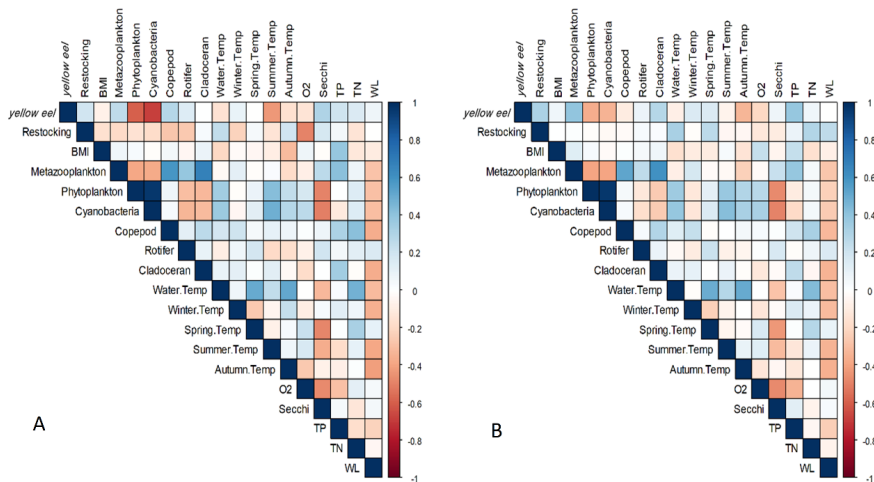 yellow eel
Restocking
BMI
Metazooplankton
Phytoplankton
Cyanobacteria
Copepod
Rotifer
Cladoceran
Water.Temp
Winter.Temp
Spring.Temp
Summer.Temp
Autumn.Temp
O2
Secchi
TP
TN
WL
yellow eel
Restocking
BMI
Metazooplankton
Phytoplankton
Cyanobacteria
Copepod
Rotifer
Cladoceran
Water.Temp
Winter.Temp
Spring.Temp
Summer.Temp
Autumn.Temp
O2
Secchi
TP
TN
WL
1
0.8
0.6
0.4
0.2
0
-0.2
-0.4
-0.6
-0.8
-1
A
yellow eel
Restocking
BMI
Metazooplankton
Phytoplankton
Cyanobacteria
Copepod
Rotifer
Cladoceran
Water.Temp
Winter.Temp
Spring.Temp
Summer.Temp
Autumn.Temp
O2
Secchi
TP
TN
WL
yellow eel
Restocking
BMI
Metazooplankton
Phytoplankton
Cyanobacteria
Copepod
Rotifer
Cladoceran
Water.Temp
Winter.Temp
Spring.Temp
Summer.Temp
Autumn.Temp
O2
Secchi
TP
TN
WL
1
0.8
0.6
0.4
0.2
0
-0.2
-0.4
-0.6
-0.8
-1
B